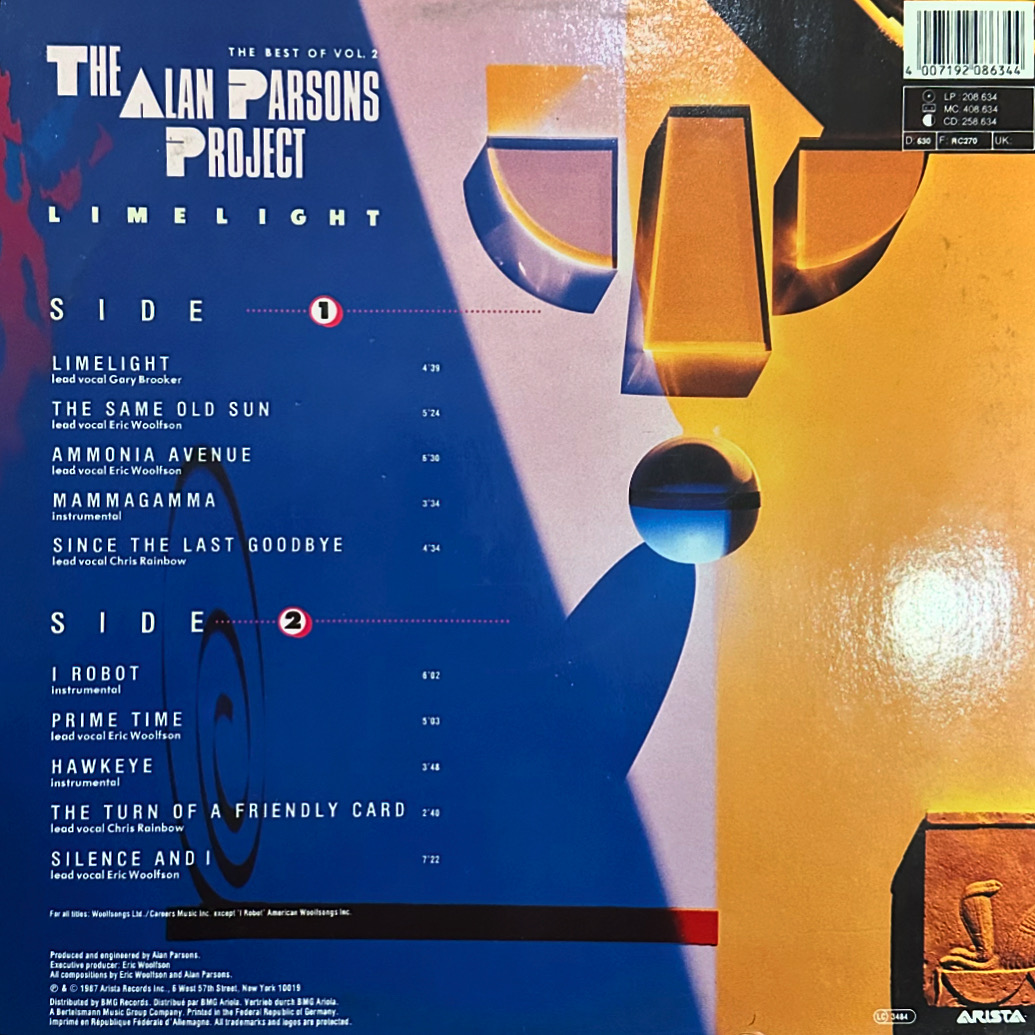 THE BEST OF VOL. 2
THE ALAN PARSONS
PROJECT
LIMELIGHT
SIDE 1
LIMELIGHT 4'39
lead vocal Gary Brooker
THE SAME OLD SUN 5'24
lead vocal Eric Woolfson
AMMONIA AVENUE 6'30
lead vocal Eric Woolfson
MAMMAGAMMA 3'34
instrumental
SINCE THE LAST GOODBYE 4'34
lead vocal Chris Rainbow
SIDE 2
I ROBOT 6'02
instrumental
PRIME TIME 5'03
lead vocal Eric Woolfson
HAWKEYE 3'48
instrumental
THE TURN OF A FRIENDLY CARD 2'40
lead vocal Chris Rainbow
SILENCE AND I 7'22
lead vocal Eric Woolfson
For all titles: Woolfsongs Ltd./Careers Music Inc. except 'I Robot' American Woolfsongs Inc.
Produced and engineered by Alan Parsons.
Executive producer: Eric Woolfson
All compositions by Eric Woolfson and Alan Parsons.
℗ & © 1987 Arista Records Inc., 6 West 57th Street, New York 10019
Distributed by BMG Records. Distribué par BMG Ariola. Vertrieb durch BMG Ariola.
A Bertelsmann Music Group Company. Printed in the Federal Republic of Germany.
Imprimé en République Fédérale d'Allemagne. All trademarks and logos are protected.
4 007192 086344
LP: 208.634
MC: 408.634
CD: 258.634
D: 630 F: RC270 UK:
LC 3484
ARISTA